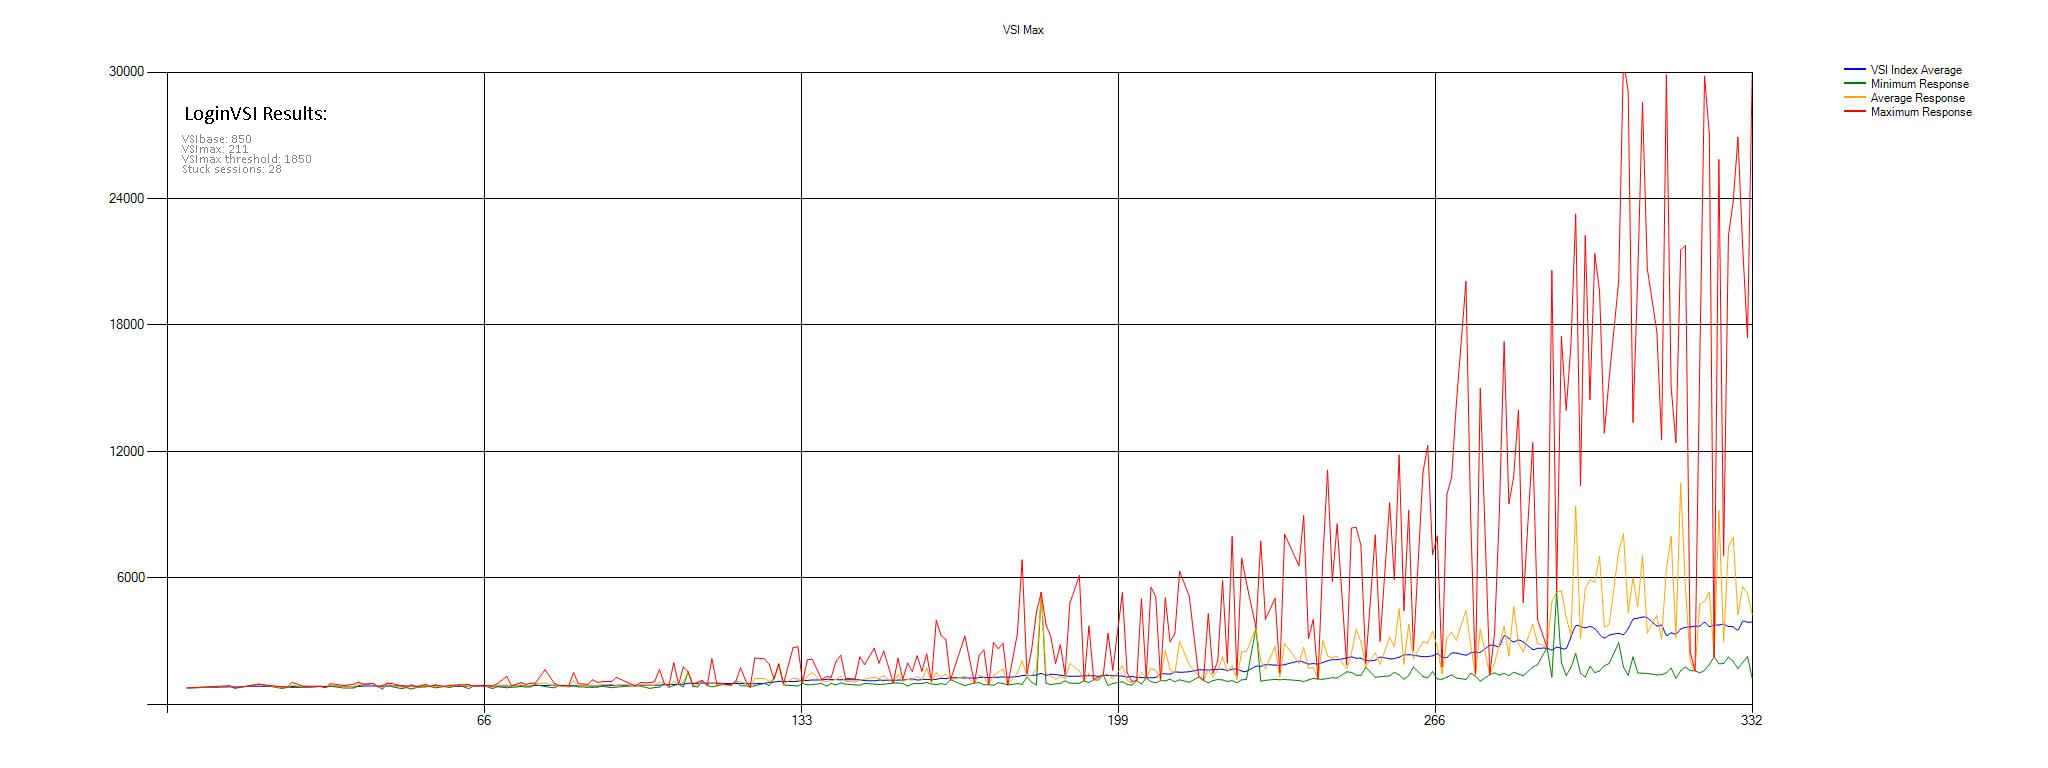 VSI Max
30000
24000
18000
12000
6000
LoginVSI Results:
VSIbase: 850
VSImax: 211
VSImax threshold: 1850
Stuck sessions: 28
VSI Index Average
Minimum Response
Average Response
Maximum Response
66
133
199
266
332